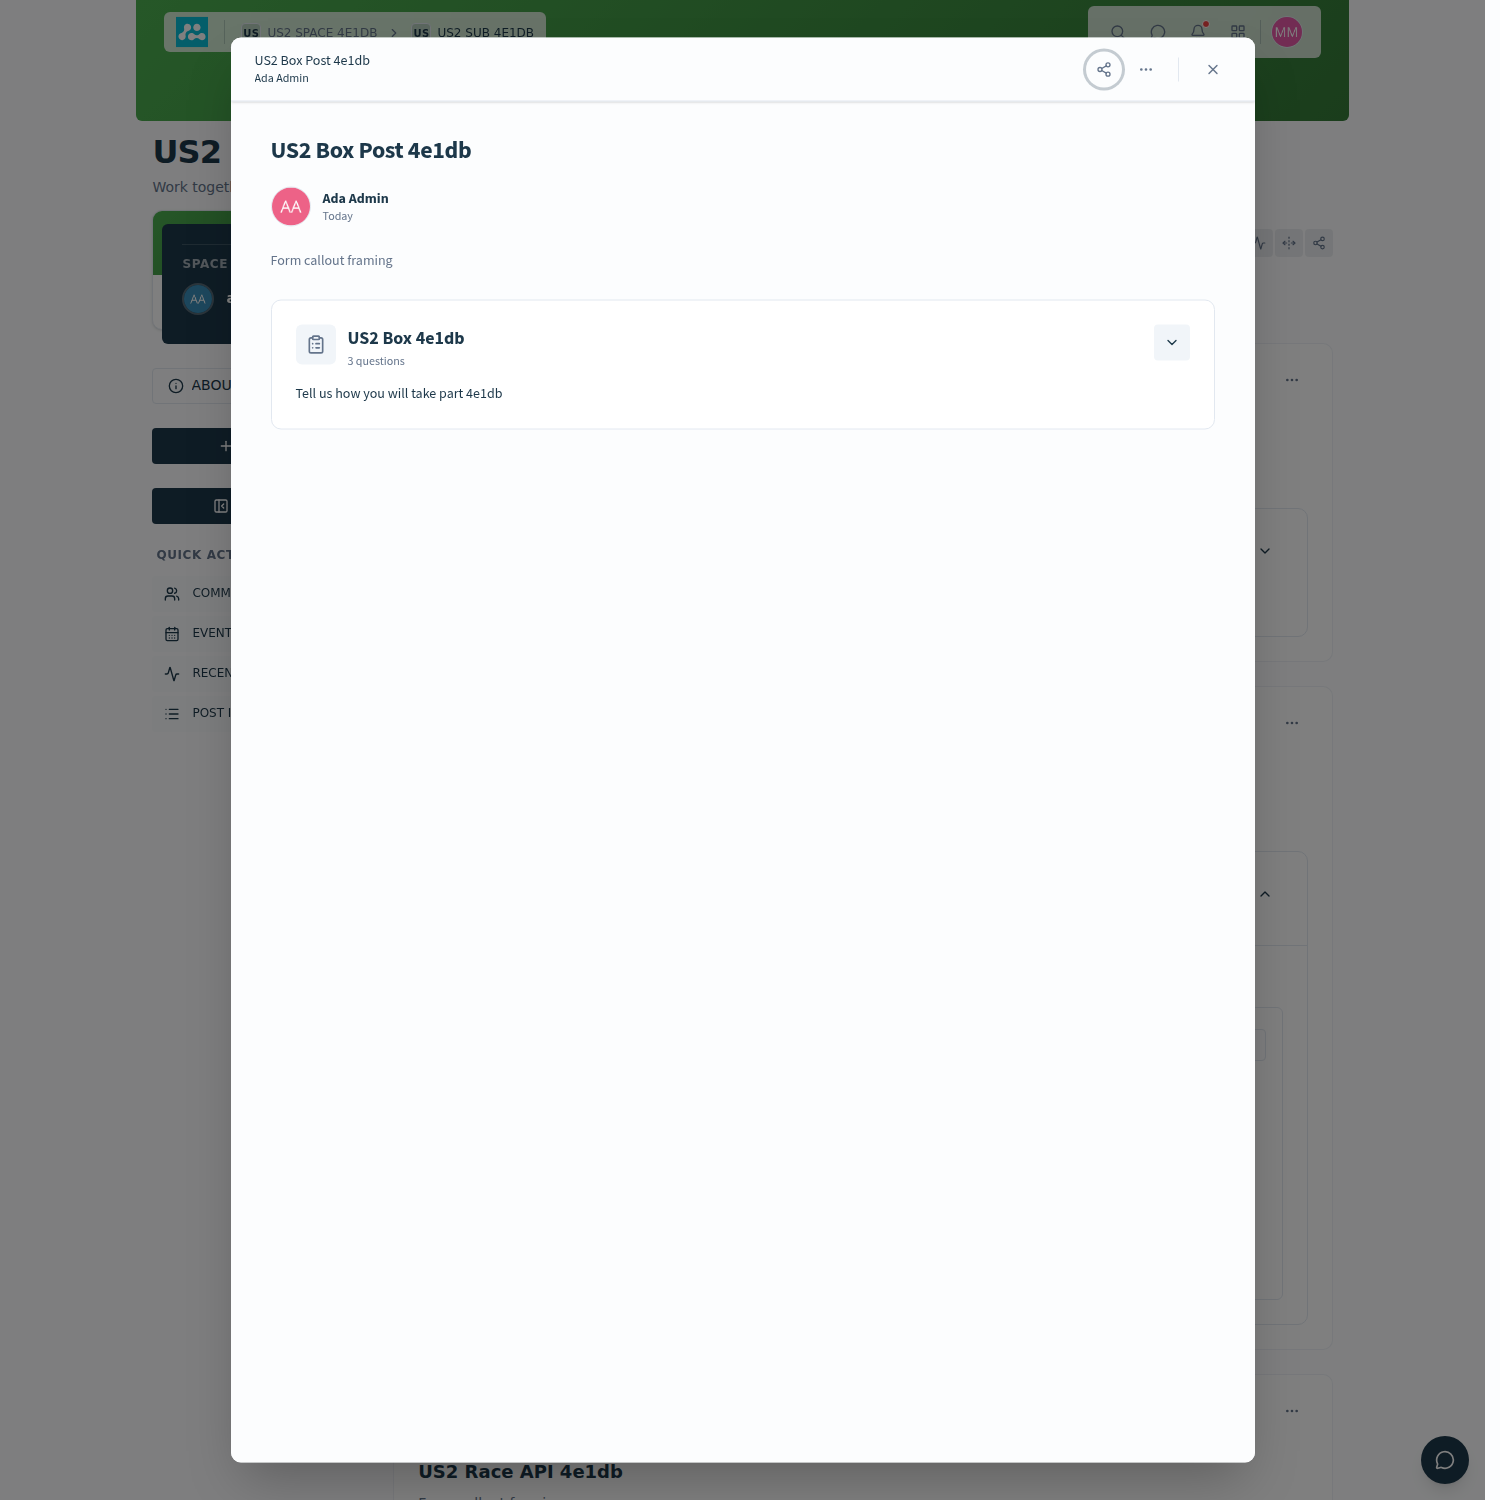 US US2 SPACE 4E1DB > US US2 SUB 4E1DB
MM
US2 Box Post 4e1db
Ada Admin
US2
Work toget
SPACE
AA
ABOU
QUICK ACT
COMM
EVENT
RECEN
POST
US2 Box Post 4e1db
AA
Ada Admin
Today
Form callout framing
US2 Box 4e1db
3 questions
Tell us how you will take part 4e1db
US2 Race API 4e1db